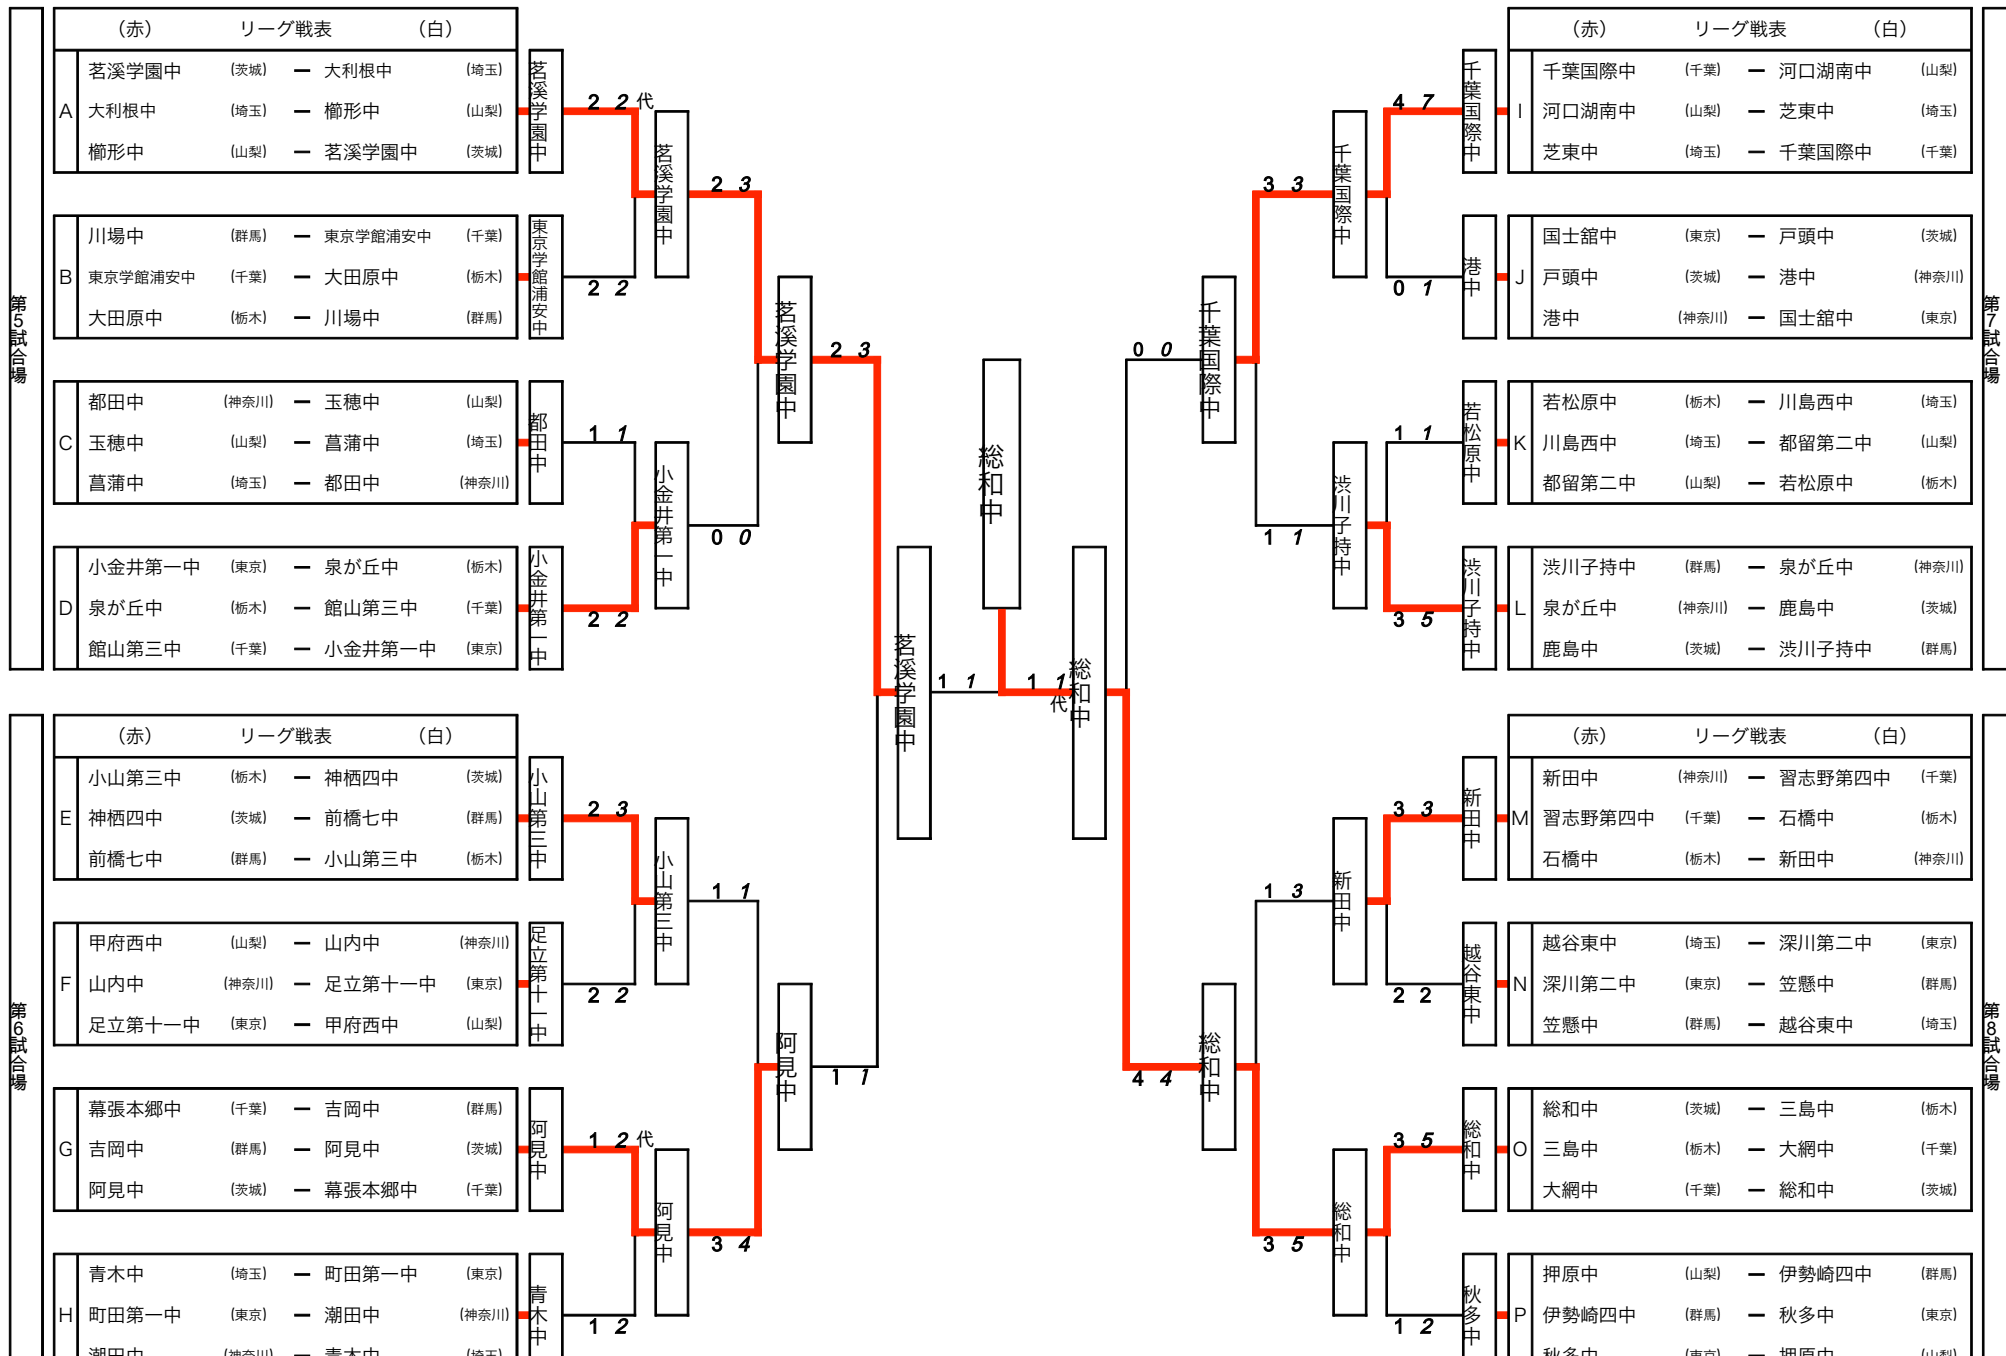 第5試合場
(赤) リーグ戦表 (白)
A
茗溪学園中 (茨城) ー 大利根中 (埼玉)
大利根中 (埼玉) ー 櫛形中 (山梨)
櫛形中 (山梨) ー 茗溪学園中 (茨城)
茗溪学園中
2 2 代
B
川場中 (群馬) ー 東京学館浦安中 (千葉)
東京学館浦安中 (千葉) ー 大田原中 (栃木)
大田原中 (栃木) ー 川場中 (群馬)
東京学館浦安中
2 2
茗溪学園中
2 3
C
都田中 (神奈川) ー 玉穂中 (山梨)
玉穂中 (山梨) ー 菖蒲中 (埼玉)
菖蒲中 (埼玉) ー 都田中 (神奈川)
都田中
1 1
D
小金井第一中 (東京) ー 泉が丘中 (栃木)
泉が丘中 (栃木) ー 館山第三中 (千葉)
館山第三中 (千葉) ー 小金井第一中 (東京)
小金井第一中
2 2
小金井第一中
0 0
茗溪学園中
2 3
第6試合場
(赤) リーグ戦表 (白)
E
小山第三中 (栃木) ー 神栖四中 (茨城)
神栖四中 (茨城) ー 前橋七中 (群馬)
前橋七中 (群馬) ー 小山第三中 (栃木)
小山第三中
2 3
F
甲府西中 (山梨) ー 山内中 (神奈川)
山内中 (神奈川) ー 足立第十一中 (東京)
足立第十一中 (東京) ー 甲府西中 (山梨)
足立第十一中
2 2
小山第三中
1 1
G
幕張本郷中 (千葉) ー 吉岡中 (群馬)
吉岡中 (群馬) ー 阿見中 (茨城)
阿見中 (茨城) ー 幕張本郷中 (千葉)
阿見中
1 2 代
H
青木中 (埼玉) ー 町田第一中 (東京)
町田第一中 (東京) ー 潮田中 (神奈川)
潮田中 (神奈川) ー 青木中 (埼玉)
青木中
1 2
阿見中
3 4
阿見中
1 1
茗溪学園中
1 1
総和中
1 1
代
総和中
千葉国際中
0 0
総和中
4 4
第7試合場
(赤) リーグ戦表 (白)
I
千葉国際中 (千葉) ー 河口湖南中 (山梨)
河口湖南中 (山梨) ー 芝東中 (埼玉)
芝東中 (埼玉) ー 千葉国際中 (千葉)
千葉国際中
4 7
J
国士舘中 (東京) ー 戸頭中 (茨城)
戸頭中 (茨城) ー 港中 (神奈川)
港中 (神奈川) ー 国士舘中 (東京)
港中
0 1
千葉国際中
3 3
K
若松原中 (栃木) ー 川島西中 (埼玉)
川島西中 (埼玉) ー 都留第二中 (山梨)
都留第二中 (山梨) ー 若松原中 (栃木)
若松原中
1 1
L
渋川子持中 (群馬) ー 泉が丘中 (神奈川)
泉が丘中 (神奈川) ー 鹿島中 (茨城)
鹿島中 (茨城) ー 渋川子持中 (群馬)
渋川子持中
3 5
渋川子持中
1 1
第8試合場
(赤) リーグ戦表 (白)
M
新田中 (神奈川) ー 習志野第四中 (千葉)
習志野第四中 (千葉) ー 石橋中 (栃木)
石橋中 (栃木) ー 新田中 (神奈川)
新田中
3 3
N
越谷東中 (埼玉) ー 深川第二中 (東京)
深川第二中 (東京) ー 笠懸中 (群馬)
笠懸中 (群馬) ー 越谷東中 (埼玉)
越谷東中
2 2
新田中
1 3
O
総和中 (茨城) ー 三島中 (栃木)
三島中 (栃木) ー 大網中 (千葉)
大網中 (千葉) ー 総和中 (茨城)
総和中
3 5
P
押原中 (山梨) ー 伊勢崎四中 (群馬)
伊勢崎四中 (群馬) ー 秋多中 (東京)
秋多中 (東京) ー 押原中 (山梨)
秋多中
1 2
総和中
3 5